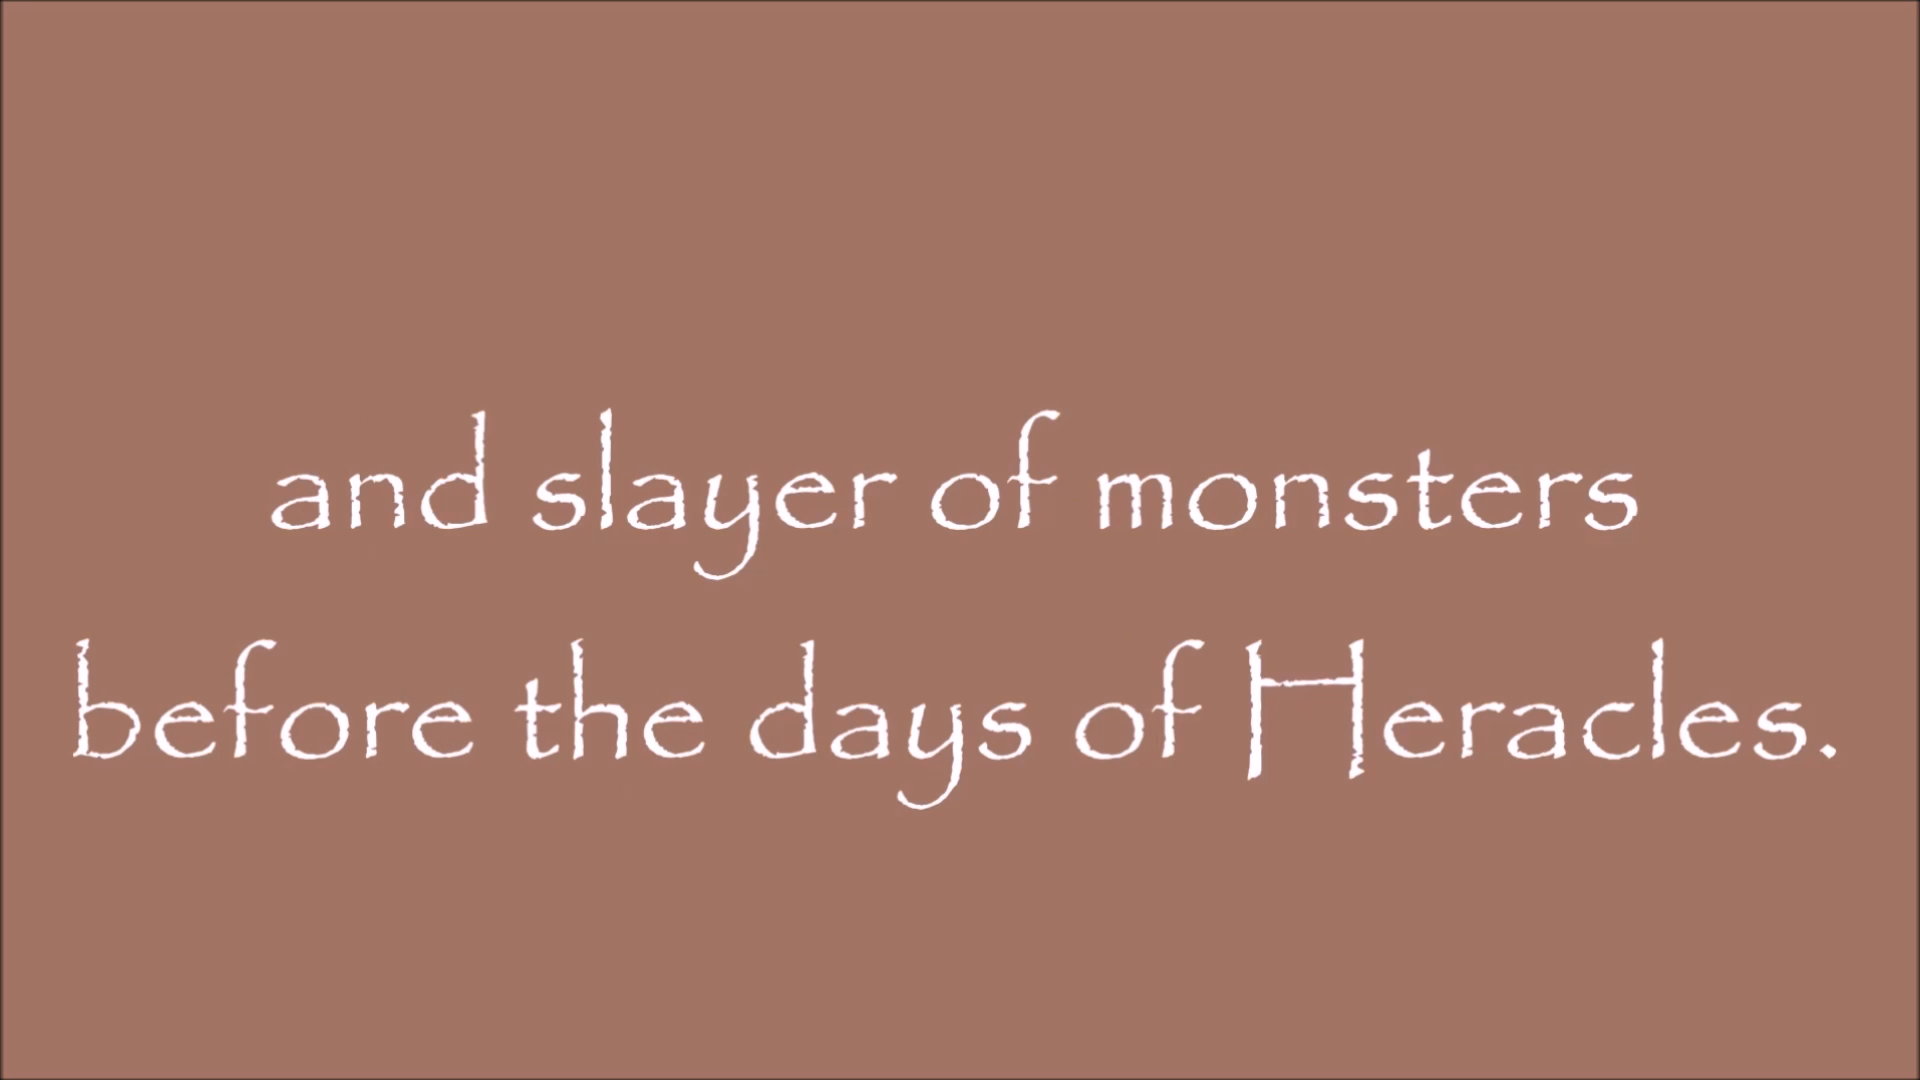 and slayer of monsters
before the days of Heracles.